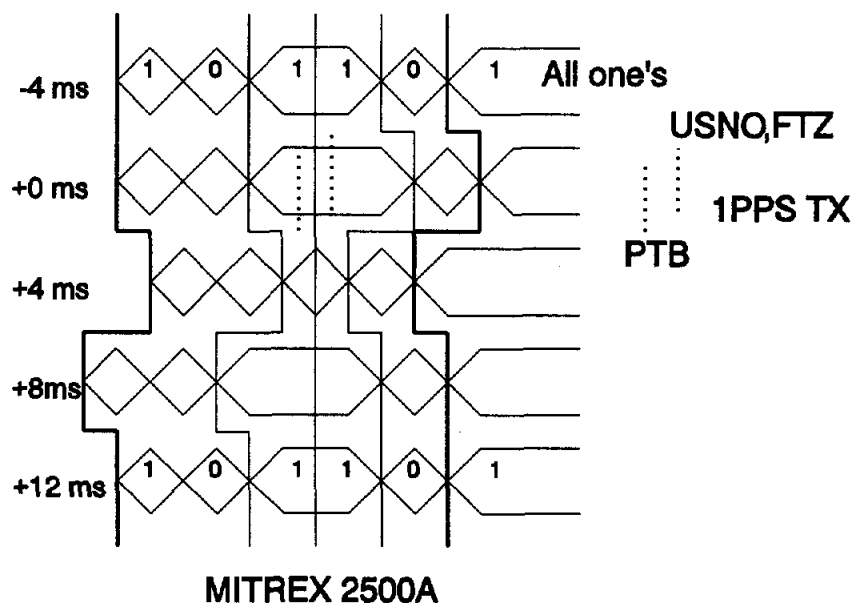 -4 ms 1 0 1 1 0 1 All one's
USNO,FTZ
+0 ms
1PPS TX
PTB
+4 ms
+8ms
+12 ms 1 0 1 1 0 1
MITREX 2500A